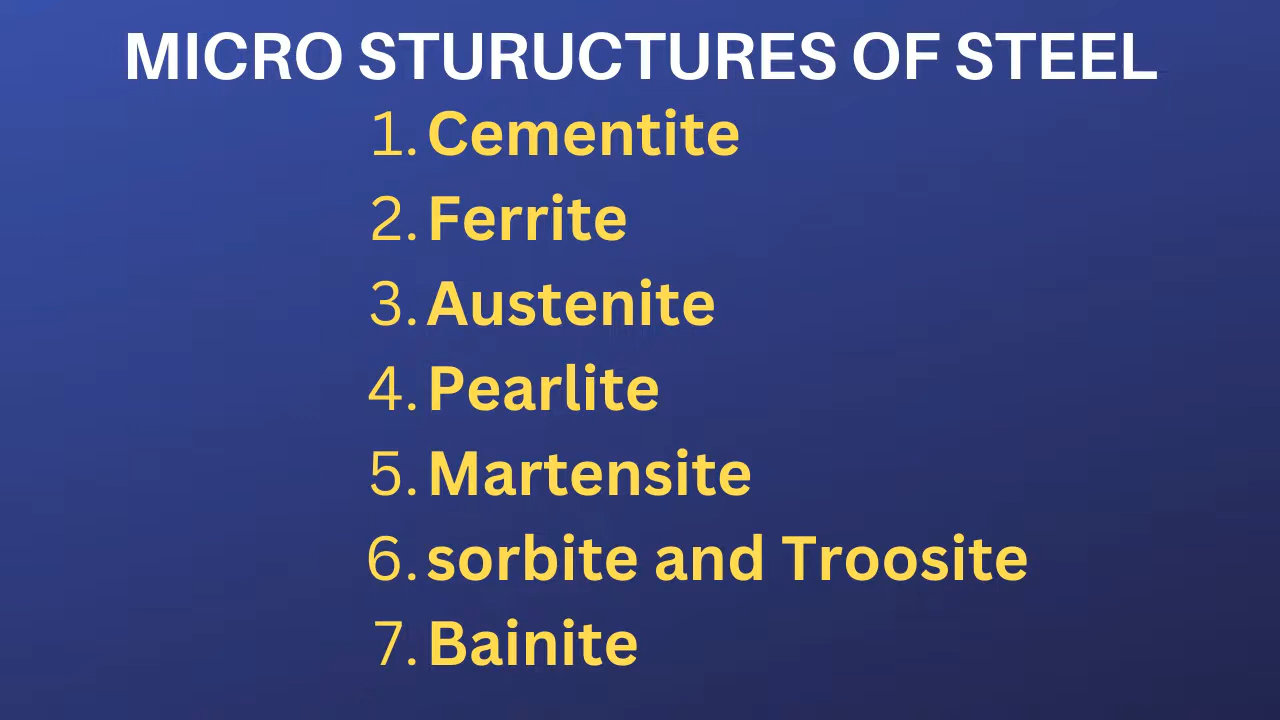 MICRO STURUCTURES OF STEEL
1. Cementite
2. Ferrite
3. Austenite
4. Pearlite
5. Martensite
6. sorbite and Troosite
7. Bainite